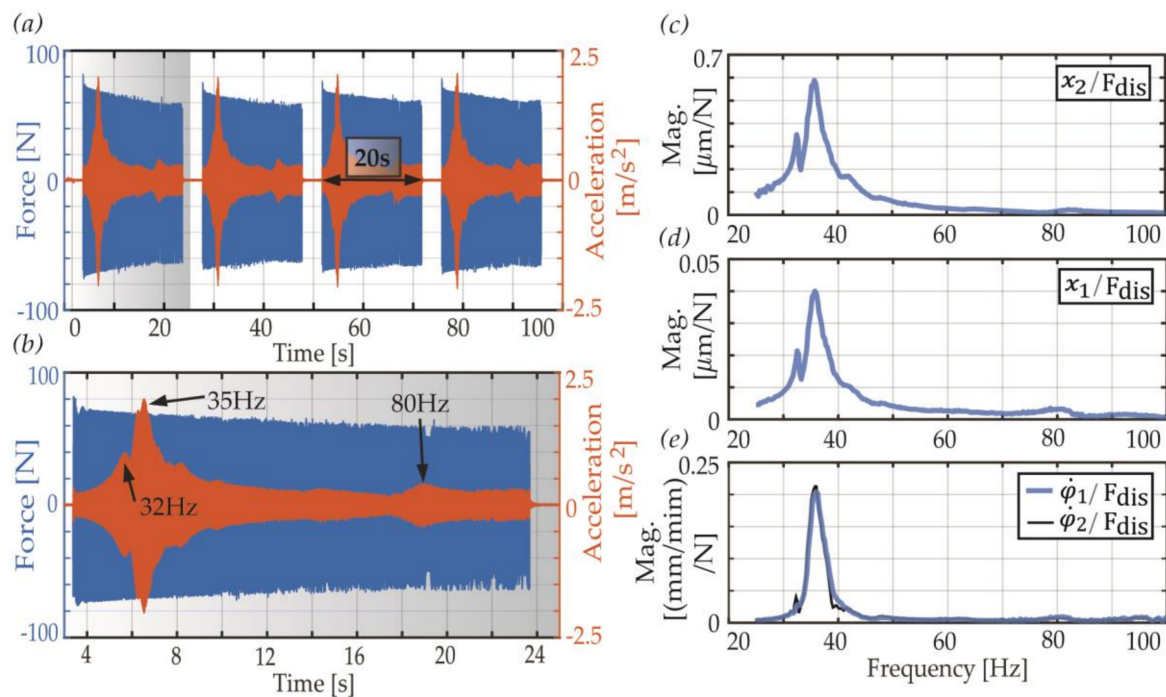 (a)
100
0
-100
Force [N]
2.5
0
-2.5
Acceleration
[m/s²]
20s
0 20 40 60 80 100
Time [s]
(b)
100
0
-100
Force [N]
2.5
0
-2.5
Acceleration
[m/s²]
35Hz
32Hz
80Hz
4 8 12 16 20 24
Time [s]
(c)
0.7
0
Mag.
[μm/N]
x₂/F_dis
20 40 60 80 100
(d)
0.05
0
Mag.
[μm/N]
x₁/F_dis
20 40 60 80 100
(e)
0.25
0
Mag.
[(mm/mim)
/N]
φ̇₁/F_dis
φ̇₂/F_dis
20 40 60 80 100
Frequency [Hz]